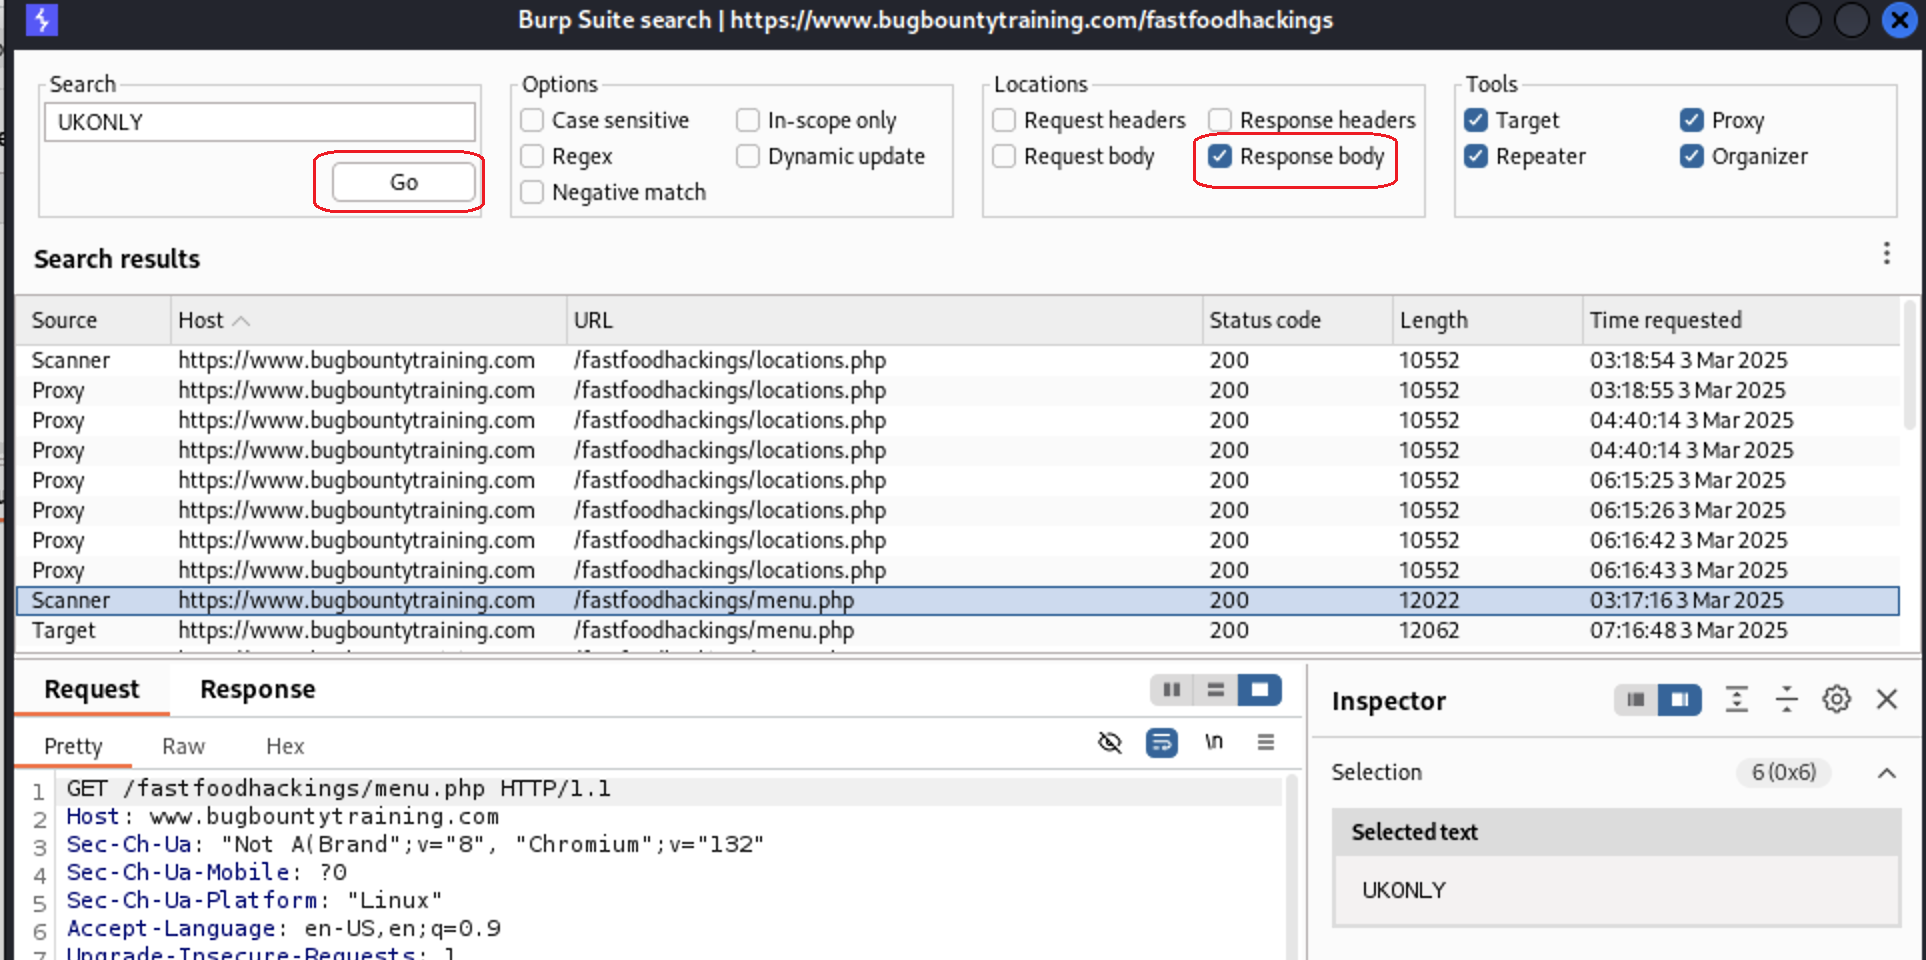 Burp Suite search | https://www.bugbountytraining.com/fastfoodhackings
Search
UKONLY
Go
Options
Case sensitive
In-scope only
Regex
Dynamic update
Negative match
Locations
Request headers
Response headers
Request body
Response body
Tools
Target
Proxy
Repeater
Organizer
Search results
Source Host URL Status code Length Time requested
Scanner https://www.bugbountytraining.com /fastfoodhackings/locations.php 200 10552 03:18:54 3 Mar 2025
Proxy https://www.bugbountytraining.com /fastfoodhackings/locations.php 200 10552 03:18:55 3 Mar 2025
Proxy https://www.bugbountytraining.com /fastfoodhackings/locations.php 200 10552 04:40:14 3 Mar 2025
Proxy https://www.bugbountytraining.com /fastfoodhackings/locations.php 200 10552 04:40:14 3 Mar 2025
Proxy https://www.bugbountytraining.com /fastfoodhackings/locations.php 200 10552 06:15:25 3 Mar 2025
Proxy https://www.bugbountytraining.com /fastfoodhackings/locations.php 200 10552 06:15:26 3 Mar 2025
Proxy https://www.bugbountytraining.com /fastfoodhackings/locations.php 200 10552 06:16:42 3 Mar 2025
Proxy https://www.bugbountytraining.com /fastfoodhackings/locations.php 200 10552 06:16:43 3 Mar 2025
Scanner https://www.bugbountytraining.com /fastfoodhackings/menu.php 200 12022 03:17:16 3 Mar 2025
Target https://www.bugbountytraining.com /fastfoodhackings/menu.php 200 12062 07:16:48 3 Mar 2025
Request Response
Pretty Raw Hex
\n
1 GET /fastfoodhackings/menu.php HTTP/1.1
2 Host: www.bugbountytraining.com
3 Sec-Ch-Ua: "Not A(Brand";v="8", "Chromium";v="132"
4 Sec-Ch-Ua-Mobile: ?0
5 Sec-Ch-Ua-Platform: "Linux"
6 Accept-Language: en-US,en;q=0.9
7 Upgrade-Insecure-Requests: 1
Inspector
Selection 6 (0x6)
Selected text
UKONLY